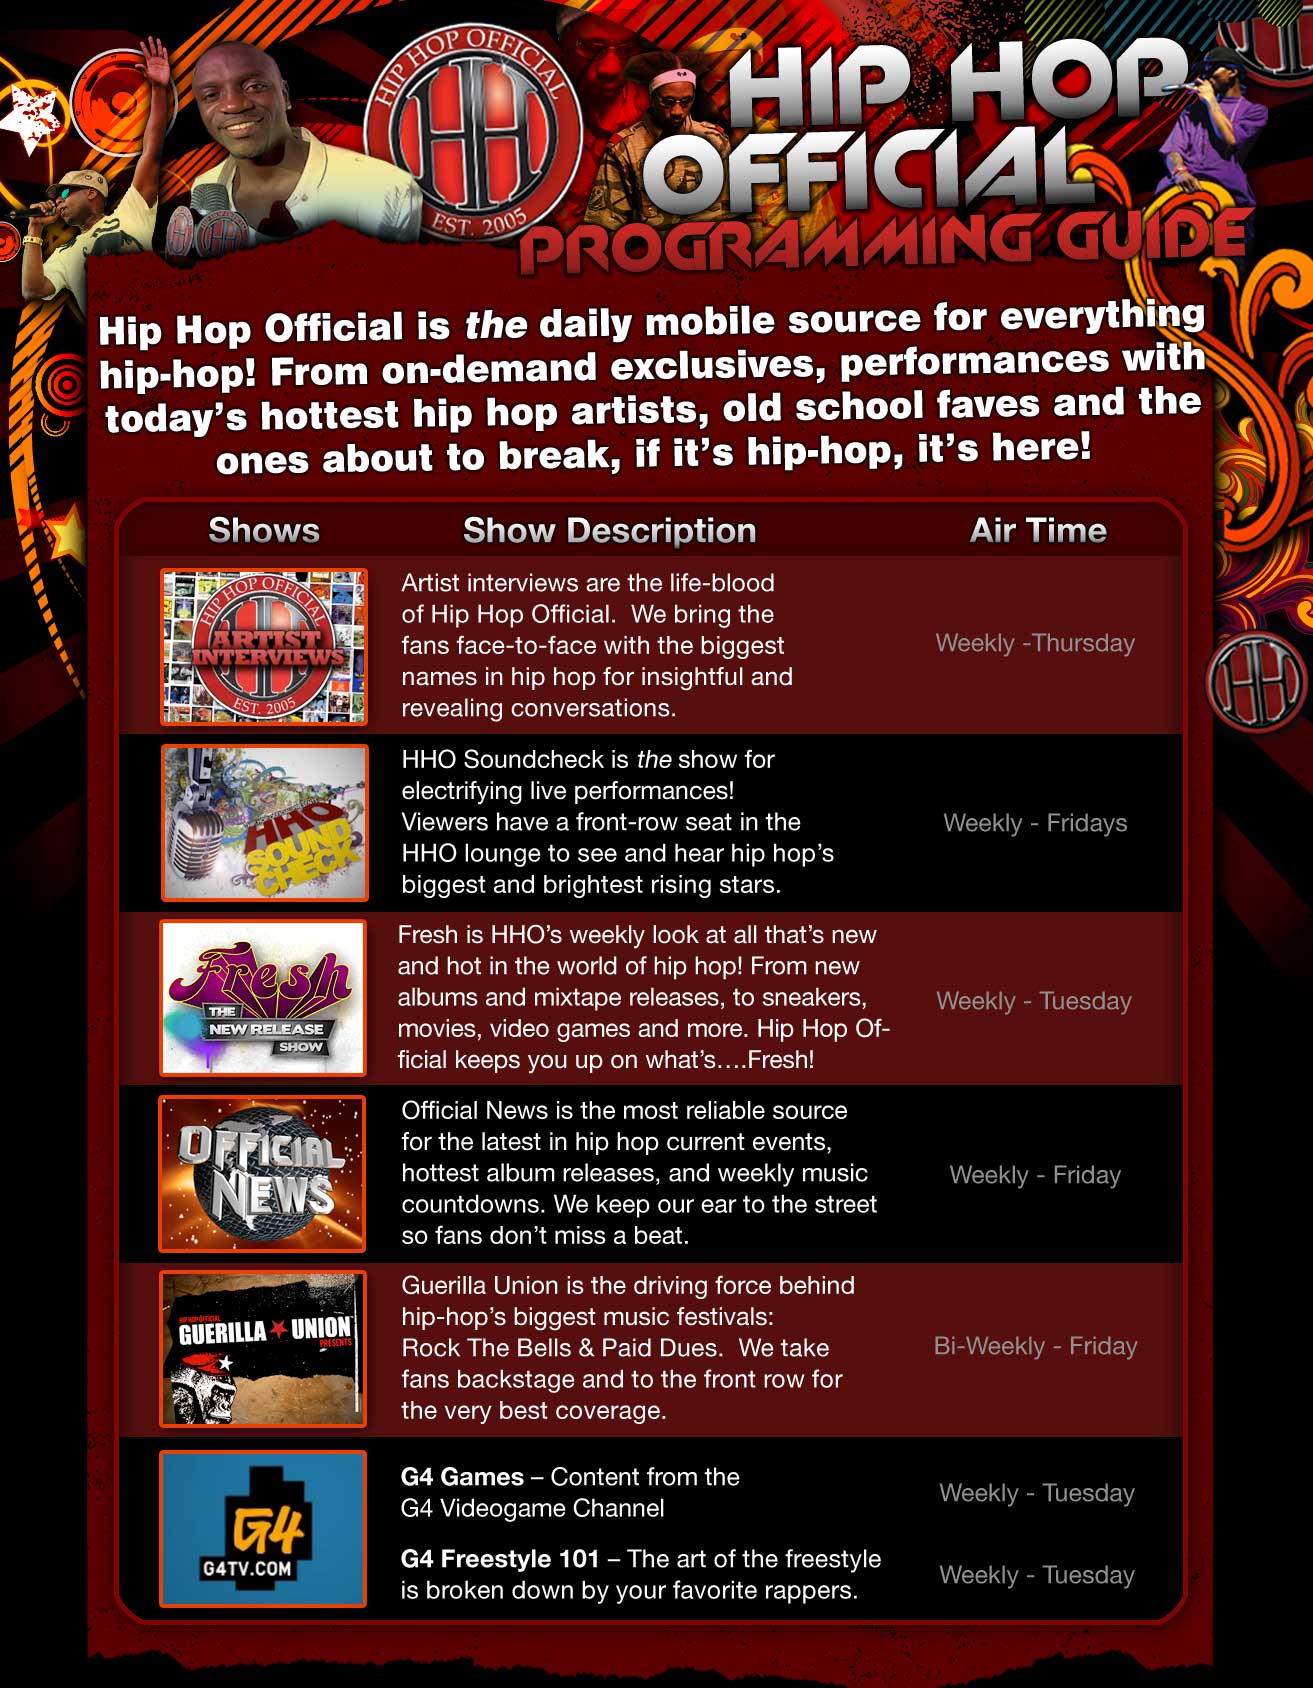 HIP HOP OFFICIAL
EST. 2005
HIP HOP
OFFICIAL
PROGRAMMING GUIDE
Hip Hop Official is the daily mobile source for everything
hip-hop! From on-demand exclusives, performances with
today's hottest hip hop artists, old school faves and the
ones about to break, if it's hip-hop, it's here!
Shows
Show Description
Air Time
HIP HOP OFFICIAL
ARTIST
INTERVIEWS
EST. 2005
Artist interviews are the life-blood
of Hip Hop Official.  We bring the
fans face-to-face with the biggest
names in hip hop for insightful and
revealing conversations.
Weekly -Thursday
HHO
SOUND
CHECK
HHO Soundcheck is the show for
electrifying live performances!
Viewers have a front-row seat in the
HHO lounge to see and hear hip hop's
biggest and brightest rising stars.
Weekly - Fridays
Fresh
THE
NEW RELEASE
SHOW
Fresh is HHO's weekly look at all that's new
and hot in the world of hip hop! From new
albums and mixtape releases, to sneakers,
movies, video games and more. Hip Hop Of-
ficial keeps you up on what's....Fresh!
Weekly - Tuesday
OFFICIAL
NEWS
Official News is the most reliable source
for the latest in hip hop current events,
hottest album releases, and weekly music
countdowns. We keep our ear to the street
so fans don't miss a beat.
Weekly - Friday
HIP HOP OFFICIAL
GUERILLA UNION
PRESENTS
Guerilla Union is the driving force behind
hip-hop's biggest music festivals:
Rock The Bells & Paid Dues.  We take
fans backstage and to the front row for
the very best coverage.
Bi-Weekly - Friday
G4
G4TV.COM
G4 Games – Content from the
G4 Videogame Channel
Weekly - Tuesday
G4 Freestyle 101 – The art of the freestyle
is broken down by your favorite rappers.
Weekly - Tuesday